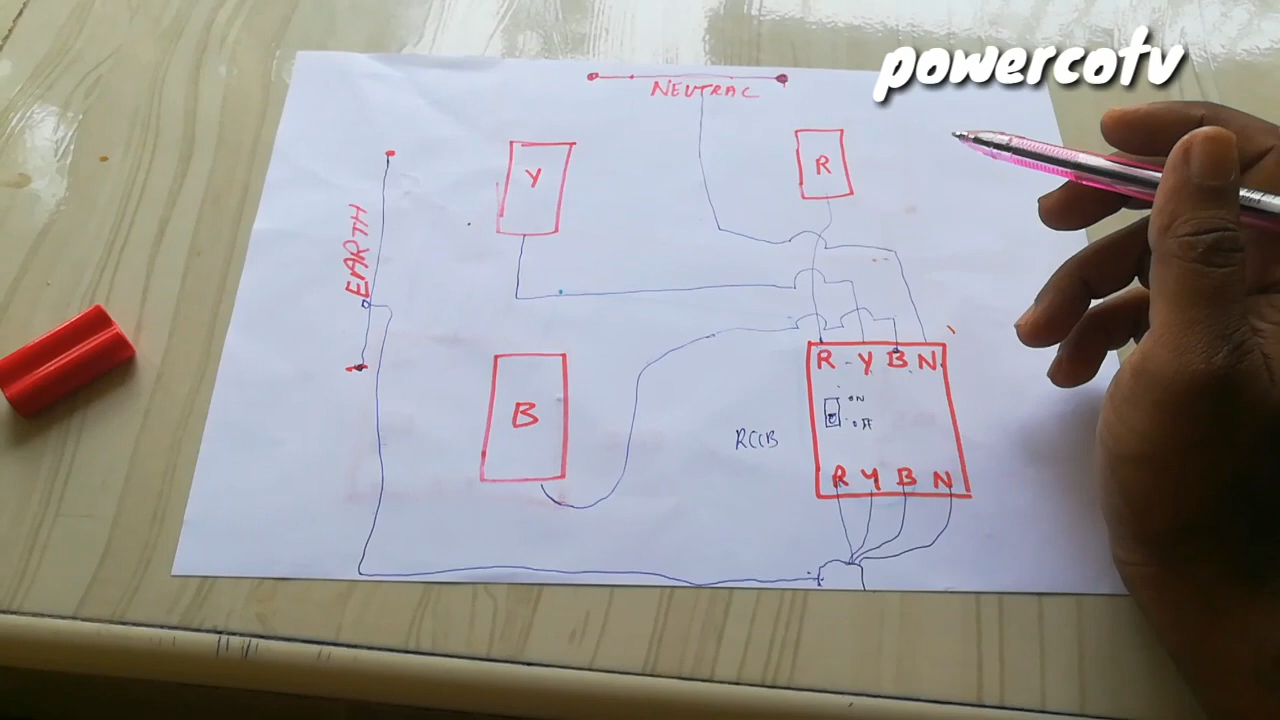 powercotv
NEUTRAL
Y
R
EARTH
R Y B N
B
ON
OFF
RCCB
R Y B N